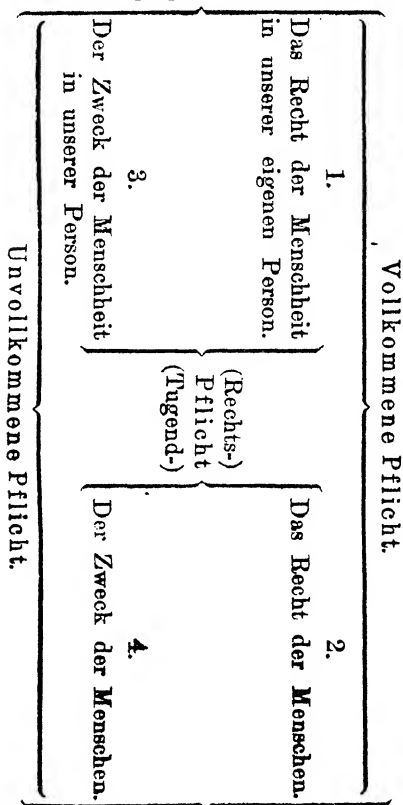 Vollkommene Pflicht.
1.
Das Recht der Menschheit
in unserer eigenen Person.
2.
Das Recht der Menschen.
(Rechts-)
Pflicht
(Tugend-)
3.
Der Zweck der Menschheit
in unserer Person.
4.
Der Zweck der Menschen.
Unvollkommene Pflicht.